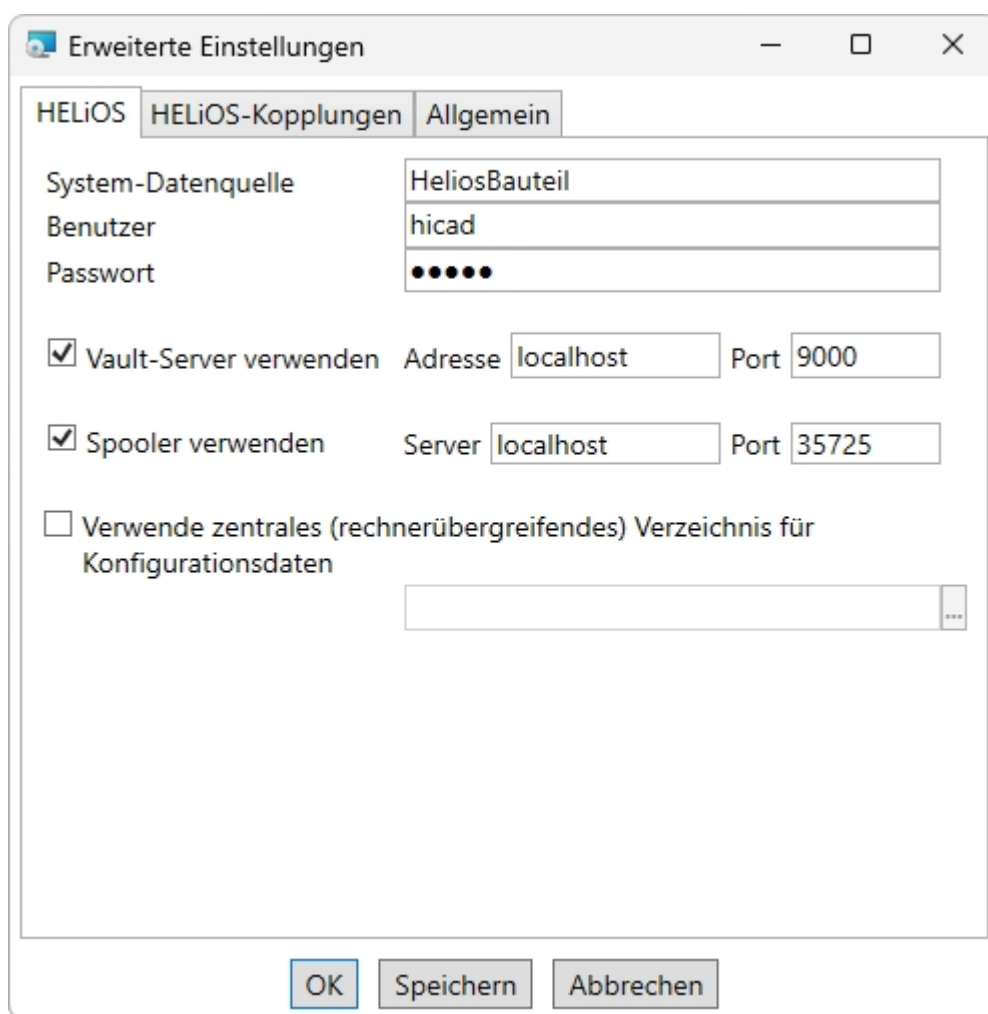 Erweiterte Einstellungen
HELiOS HELiOS-Kopplungen Allgemein
System-Datenquelle HeliosBauteil
Benutzer hicad
Passwort ●●●●●
Vault-Server verwenden Adresse localhost Port 9000
Spooler verwenden Server localhost Port 35725
Verwende zentrales (rechnerübergreifendes) Verzeichnis für
Konfigurationsdaten
...
OK Speichern Abbrechen